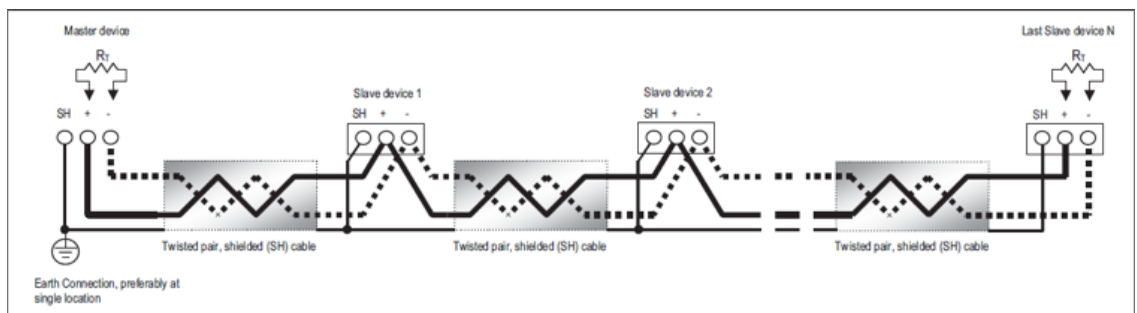 Master device
Last Slave device N
RT
RT
Slave device 1
Slave device 2
SH + -
SH + -
SH + -
SH + -
Twisted pair, shielded (SH) cable
Twisted pair, shielded (SH) cable
Twisted pair, shielded (SH) cable
Earth Connection, preferably at
single location